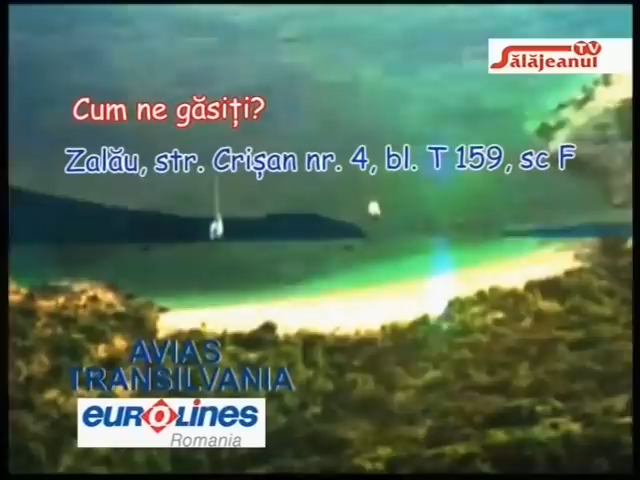 Sălăjeanul TV
Cum ne găsiți?
Zalău, str. Crișan nr. 4, bl. T 159, sc F
AVIAS
TRANSILVANIA
EUROLINES
Romania